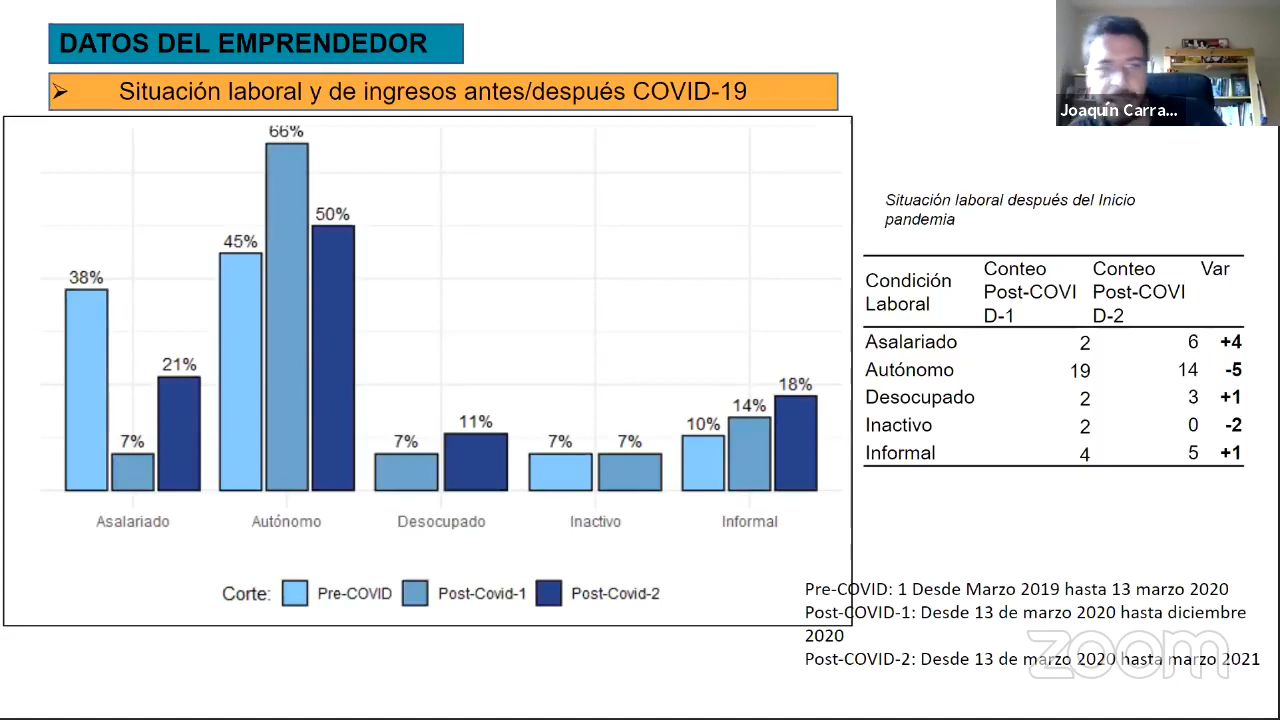 DATOS DEL EMPRENDEDOR
➢ Situación laboral y de ingresos antes/después COVID-19
Joaquín Carra...
66%
50%
45%
38%
21%
18%
14%
11%
10%
7%
7%
7%
7%
Asalariado Autónomo Desocupado Inactivo Informal
Corte: Pre-COVID Post-Covid-1 Post-Covid-2
Situación laboral después del Inicio
pandemia
Condición
Laboral
Conteo
Post-COVI
D-1
Conteo
Post-COVI
D-2
Var
Asalariado 2 6 +4
Autónomo 19 14 -5
Desocupado 2 3 +1
Inactivo 2 0 -2
Informal 4 5 +1
Pre-COVID: 1 Desde Marzo 2019 hasta 13 marzo 2020
Post-COVID-1: Desde 13 de marzo 2020 hasta diciembre
2020
Post-COVID-2: Desde 13 de marzo 2020 hasta marzo 2021
zoom